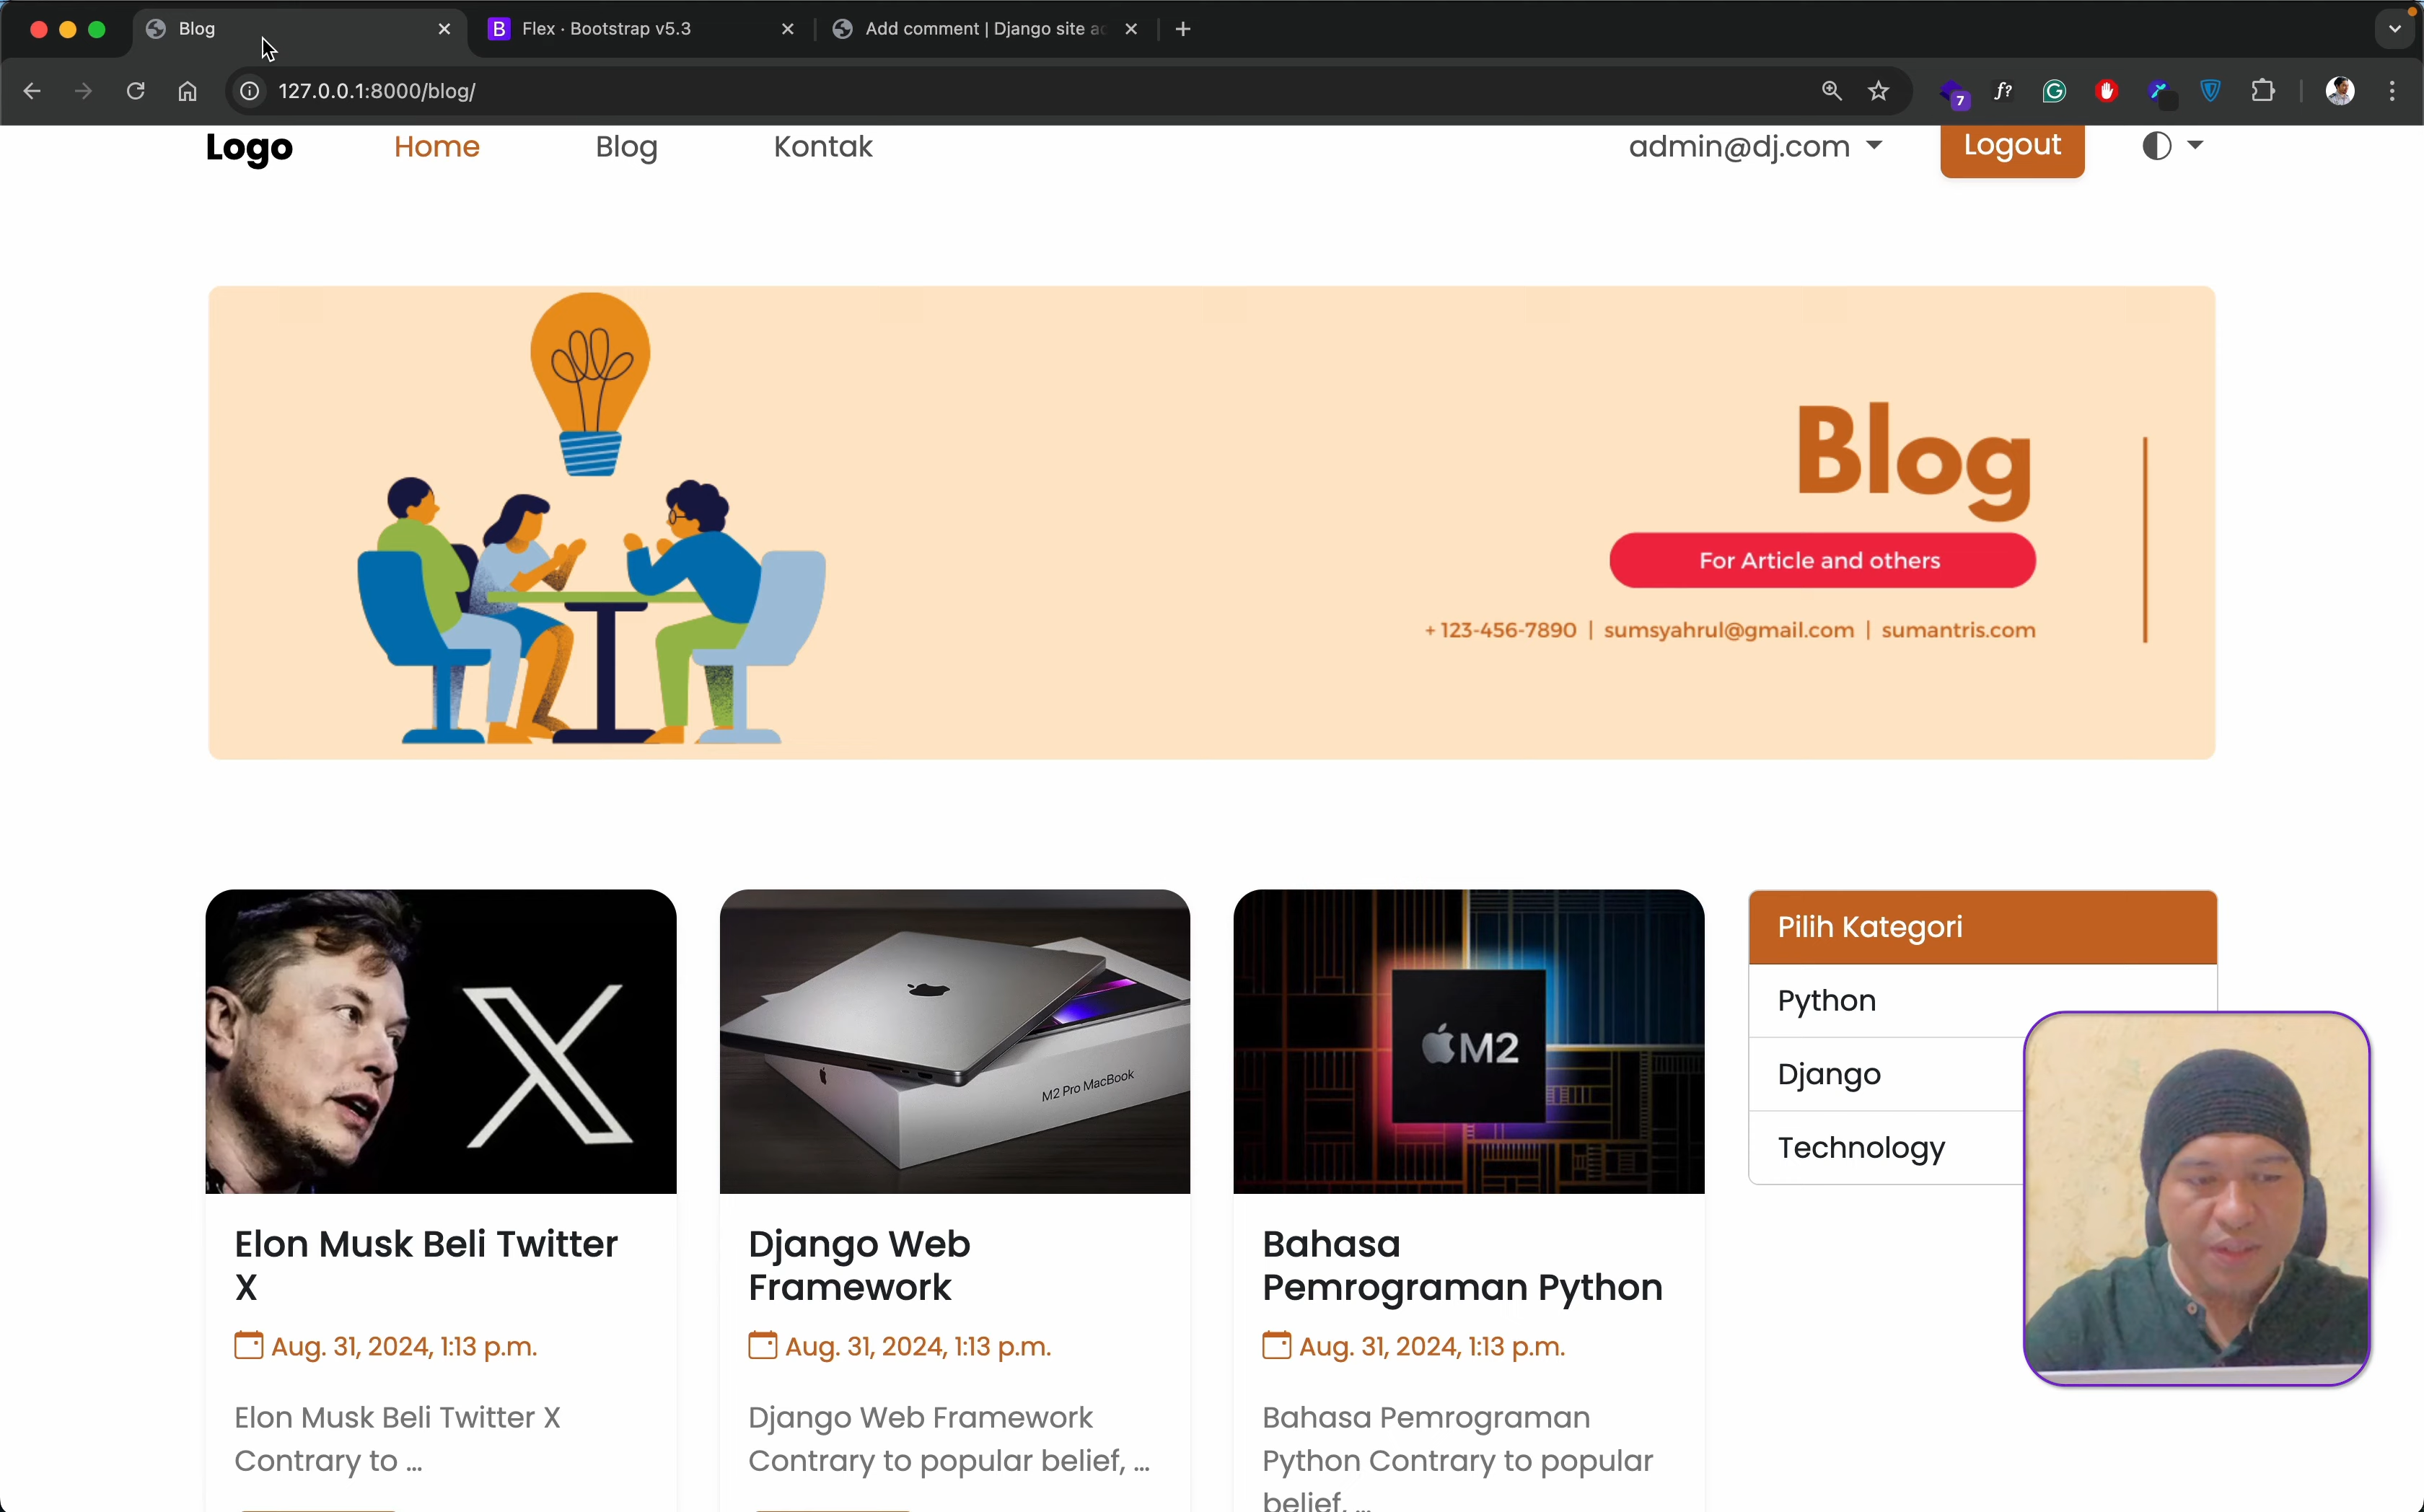 Blog
Flex · Bootstrap v5.3
Add comment | Django site ad
127.0.0.1:8000/blog/
7
f?
Logo Home Blog Kontak admin@dj.com Logout
Blog
For Article and others
+ 123-456-7890 | sumsyahrul@gmail.com | sumantris.com
M2 Pro MacBook
M2
Pilih Kategori
Python
Django
Technology
Elon Musk Beli Twitter
X
Aug. 31, 2024, 1:13 p.m.
Elon Musk Beli Twitter X
Contrary to ...
Django Web
Framework
Aug. 31, 2024, 1:13 p.m.
Django Web Framework
Contrary to popular belief, ...
Bahasa
Pemrograman Python
Aug. 31, 2024, 1:13 p.m.
Bahasa Pemrograman
Python Contrary to popular
belief, ...